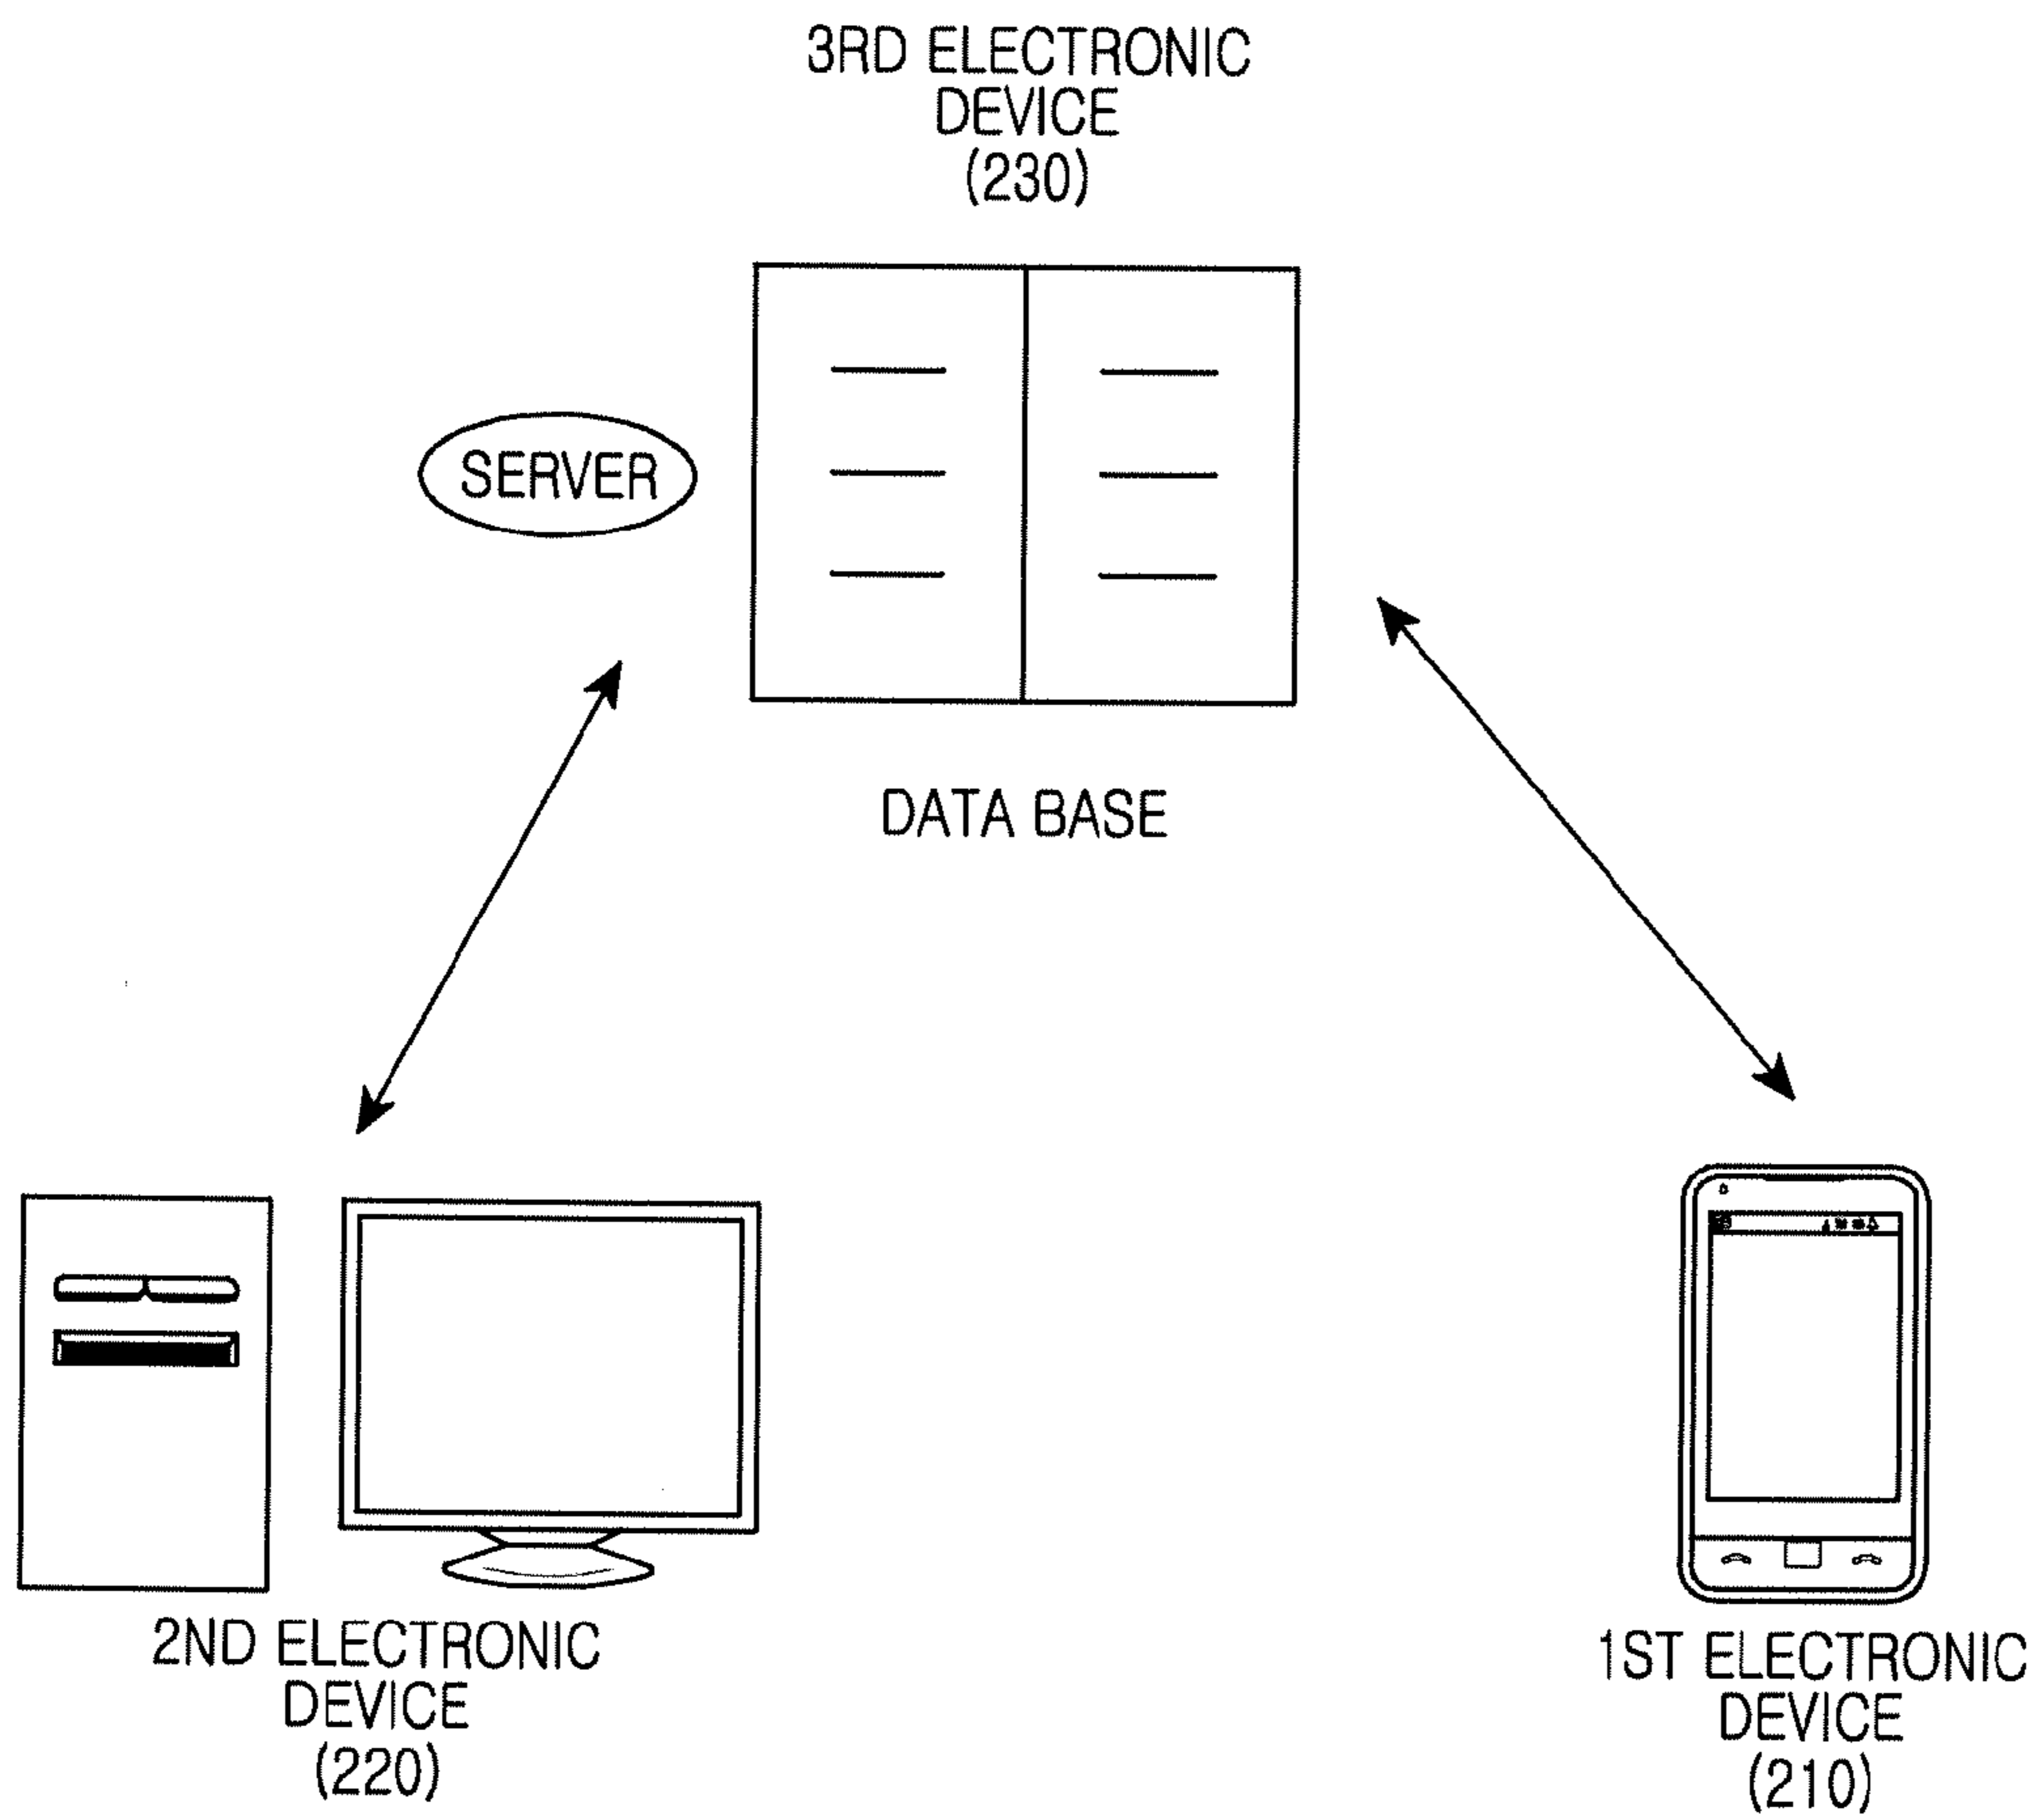 3RD ELECTRONIC
DEVICE
(230)
SERVER
DATA BASE
2ND ELECTRONIC
DEVICE
(220)
1ST ELECTRONIC
DEVICE
(210)